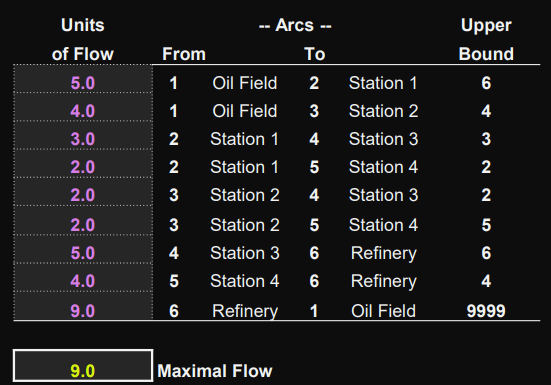 Units -- Arcs -- Upper
of Flow From To Bound
5.0 1 Oil Field 2 Station 1 6
4.0 1 Oil Field 3 Station 2 4
3.0 2 Station 1 4 Station 3 3
2.0 2 Station 1 5 Station 4 2
2.0 3 Station 2 4 Station 3 2
2.0 3 Station 2 5 Station 4 5
5.0 4 Station 3 6 Refinery 6
4.0 5 Station 4 6 Refinery 4
9.0 6 Refinery 1 Oil Field 9999
9.0 Maximal Flow